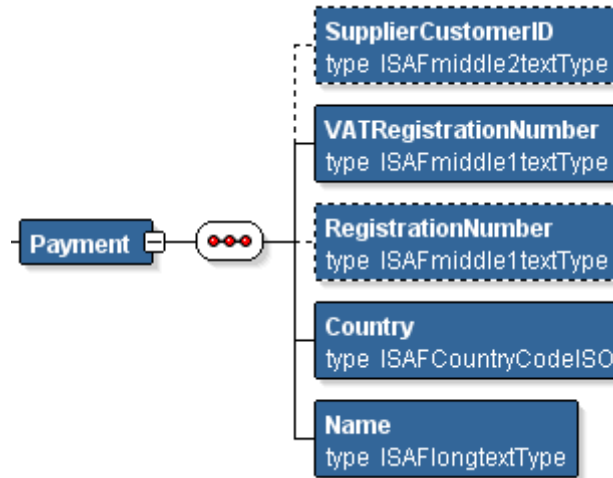 SupplierCustomerID
type ISAFmiddle2textType
VATRegistrationNumber
type ISAFmiddle1textType
Payment
RegistrationNumber
type ISAFmiddle1textType
Country
type ISAFCountryCodeISO
Name
type ISAFlongtextType